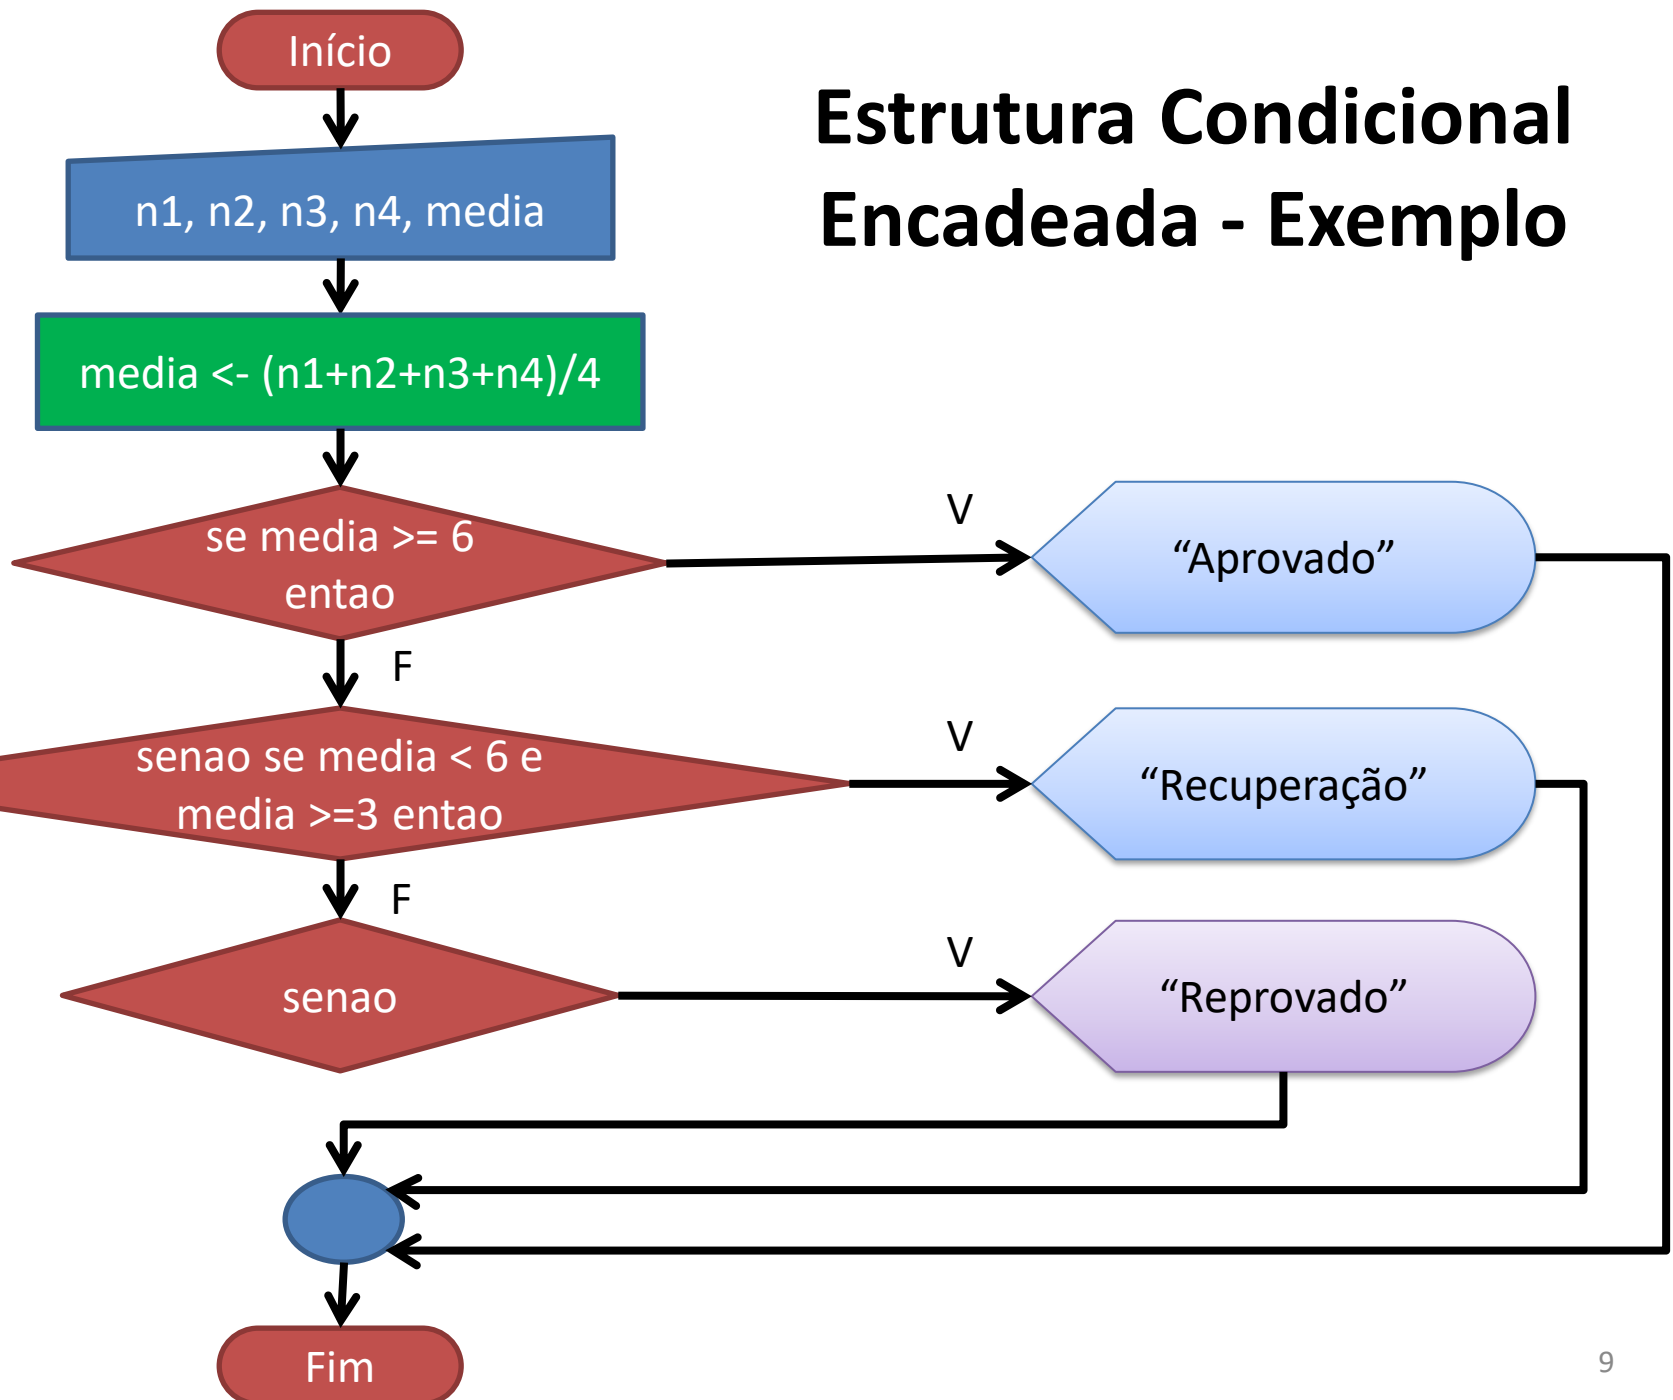 Início
Estrutura Condicional
Encadeada - Exemplo
n1, n2, n3, n4, media
media <- (n1+n2+n3+n4)/4
se media >= 6
entao
V
“Aprovado”
F
senao se media < 6 e
media >=3 entao
V
“Recuperação”
F
senao
V
“Reprovado”
Fim
9